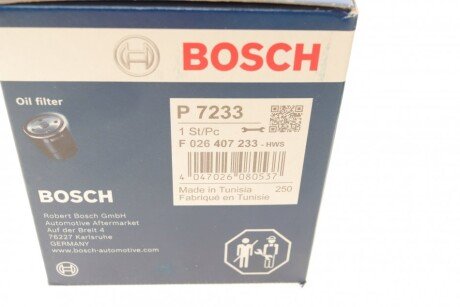 BOSCH
Oil filter
P 7233
1 St/Pc
F 026 407 233 - HWS
4 047026 080537
Made in Tunisia 250
Fabriqué en Tunisie
BOSCH
Robert Bosch GmbH
Automotive Aftermarket
Auf der Breit 4
76227 Karlsruhe
GERMANY
www.bosch-automotive.com